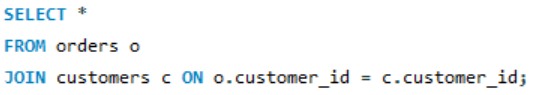 SELECT *
FROM orders o
JOIN customers c ON o.customer_id = c.customer_id;